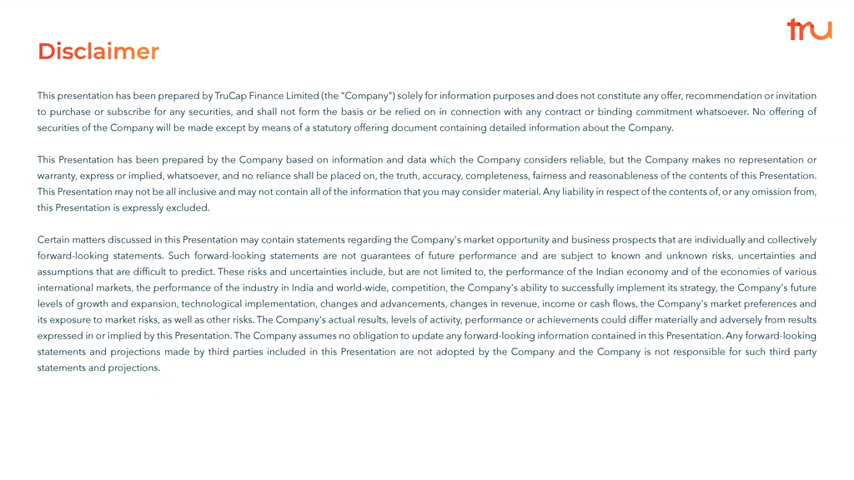 tru
Disclaimer
This presentation has been prepared by TruCap Finance Limited (the "Company") solely for information purposes and does not constitute any offer, recommendation or invitation
to purchase or subscribe for any securities, and shall not form the basis or be relied on in connection with any contract or binding commitment whatsoever. No offering of
securities of the Company will be made except by means of a statutory offering document containing detailed information about the Company.
This Presentation has been prepared by the Company based on information and data which the Company considers reliable, but the Company makes no representation or
warranty, express or implied, whatsoever, and no reliance shall be placed on, the truth, accuracy, completeness, fairness and reasonableness of the contents of this Presentation.
This Presentation may not be all inclusive and may not contain all of the information that you may consider material. Any liability in respect of the contents of, or any omission from,
this Presentation is expressly excluded.
Certain matters discussed in this Presentation may contain statements regarding the Company's market opportunity and business prospects that are individually and collectively
forward-looking statements. Such forward-looking statements are not guarantees of future performance and are subject to known and unknown risks, uncertainties and
assumptions that are difficult to predict. These risks and uncertainties include, but are not limited to, the performance of the Indian economy and of the economies of various
international markets, the performance of the industry in India and world-wide, competition, the Company's ability to successfully implement its strategy, the Company's future
levels of growth and expansion, technological implementation, changes and advancements, changes in revenue, income or cash flows, the Company's market preferences and
its exposure to market risks, as well as other risks. The Company's actual results, levels of activity, performance or achievements could differ materially and adversely from results
expressed in or implied by this Presentation. The Company assumes no obligation to update any forward-looking information contained in this Presentation. Any forward-looking
statements and projections made by third parties included in this Presentation are not adopted by the Company and the Company is not responsible for such third party
statements and projections.